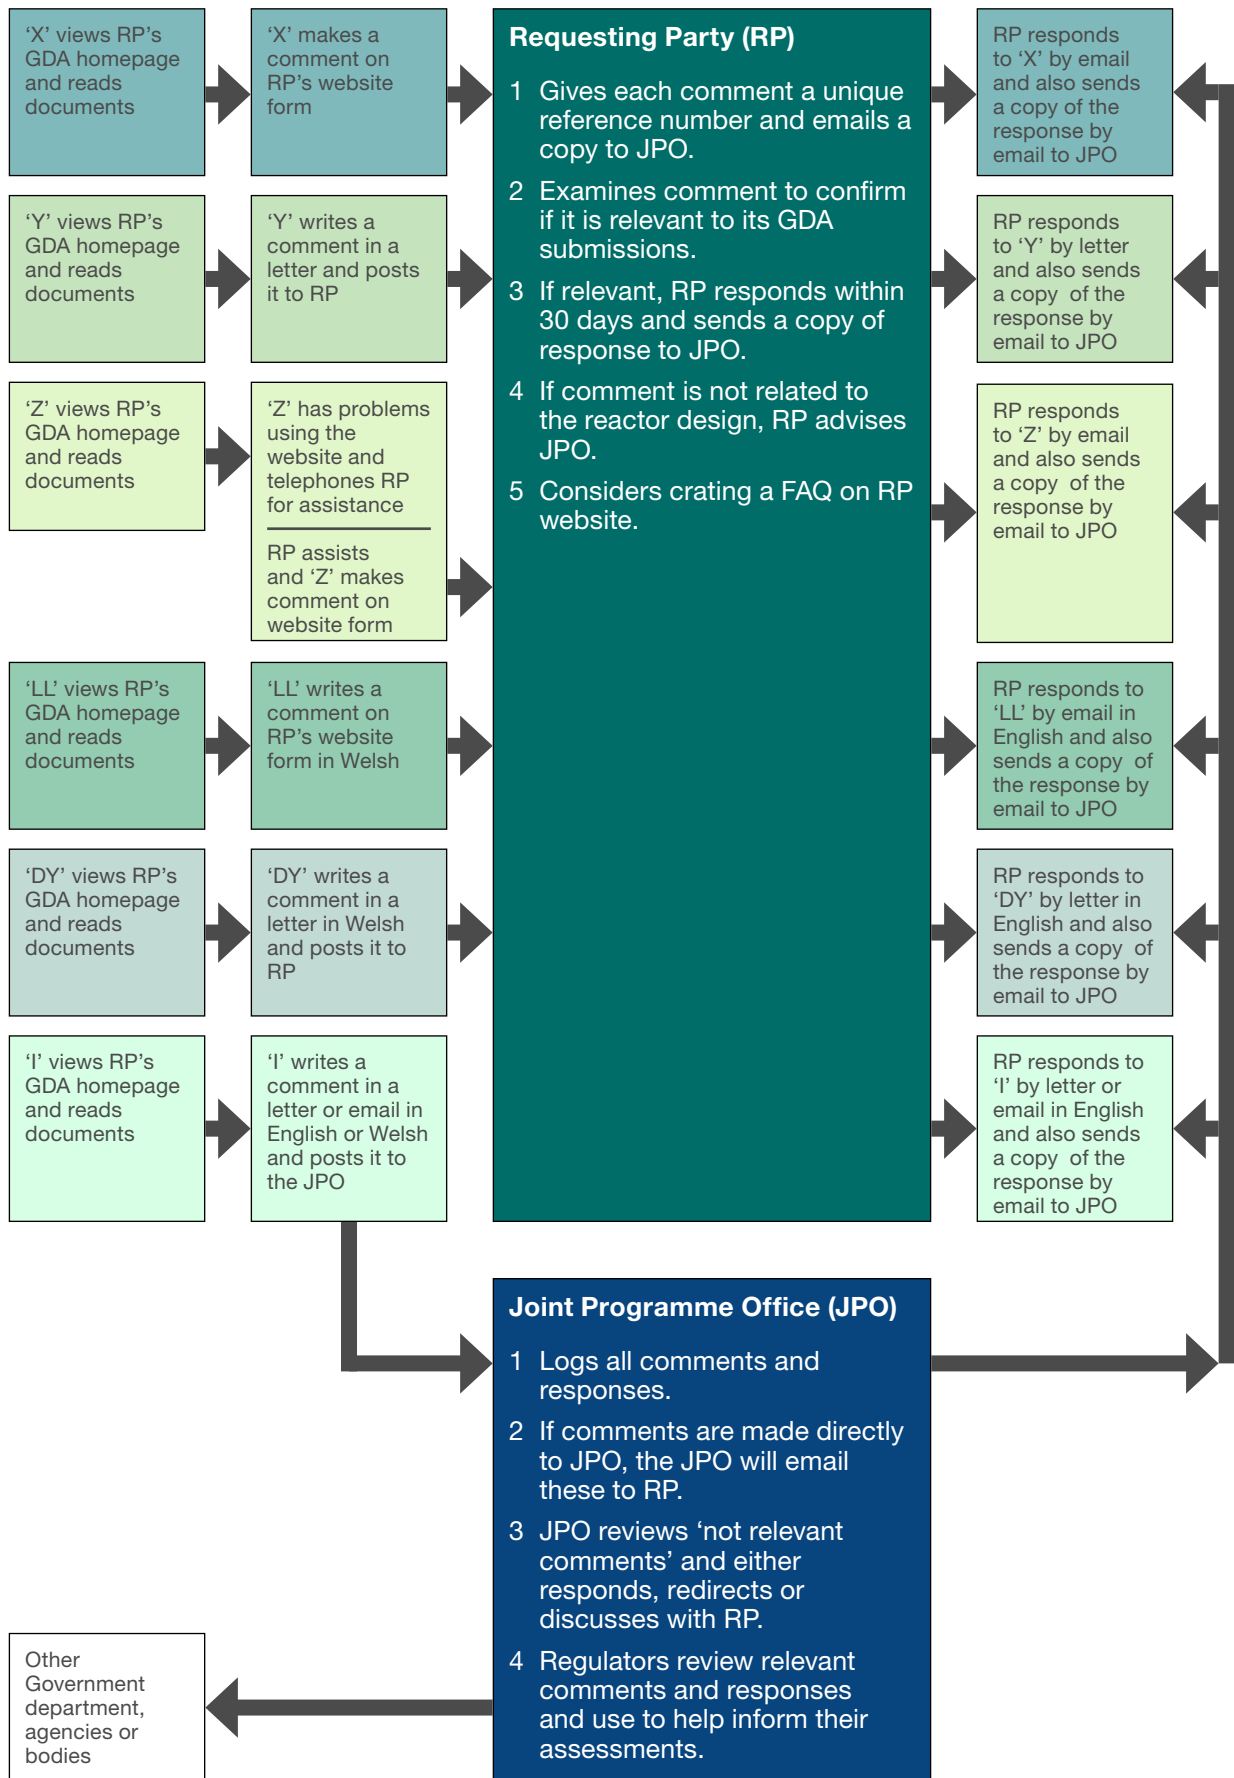 ‘X’ views RP’s
GDA homepage
and reads
documents
‘X’ makes a
comment on
RP’s website
form
Requesting Party (RP)
1 Gives each comment a unique
reference number and emails a
copy to JPO.
2 Examines comment to confirm
if it is relevant to its GDA
submissions.
3 If relevant, RP responds within
30 days and sends a copy of
response to JPO.
4 If comment is not related to
the reactor design, RP advises
JPO.
5 Considers crating a FAQ on RP
website.
RP responds
to ‘X’ by email
and also sends
a copy of the
response by
email to JPO
‘Y’ views RP’s
GDA homepage
and reads
documents
‘Y’ writes a
comment in a
letter and posts
it to RP
RP responds
to ‘Y’ by letter
and also sends
a copy of the
response by
email to JPO
‘Z’ views RP’s
GDA homepage
and reads
documents
‘Z’ has problems
using the
website and
telephones RP
for assistance
RP assists
and ‘Z’ makes
comment on
website form
RP responds
to ‘Z’ by email
and also sends
a copy of the
response by
email to JPO
‘LL’ views RP’s
GDA homepage
and reads
documents
‘LL’ writes a
comment on
RP’s website
form in Welsh
RP responds to
‘LL’ by email in
English and also
sends a copy of
the response by
email to JPO
‘DY’ views RP’s
GDA homepage
and reads
documents
‘DY’ writes a
comment in a
letter in Welsh
and posts it to
RP
RP responds to
‘DY’ by letter in
English and also
sends a copy of
the response by
email to JPO
‘I’ views RP’s
GDA homepage
and reads
documents
‘I’ writes a
comment in a
letter or email in
English or Welsh
and posts it to
the JPO
RP responds to
‘I’ by letter or
email in English
and also sends
a copy of the
response by
email to JPO
Joint Programme Office (JPO)
1 Logs all comments and
responses.
2 If comments are made directly
to JPO, the JPO will email
these to RP.
3 JPO reviews ‘not relevant
comments’ and either
responds, redirects or
discusses with RP.
4 Regulators review relevant
comments and responses
and use to help inform their
assessments.
Other
Government
department,
agencies or
bodies